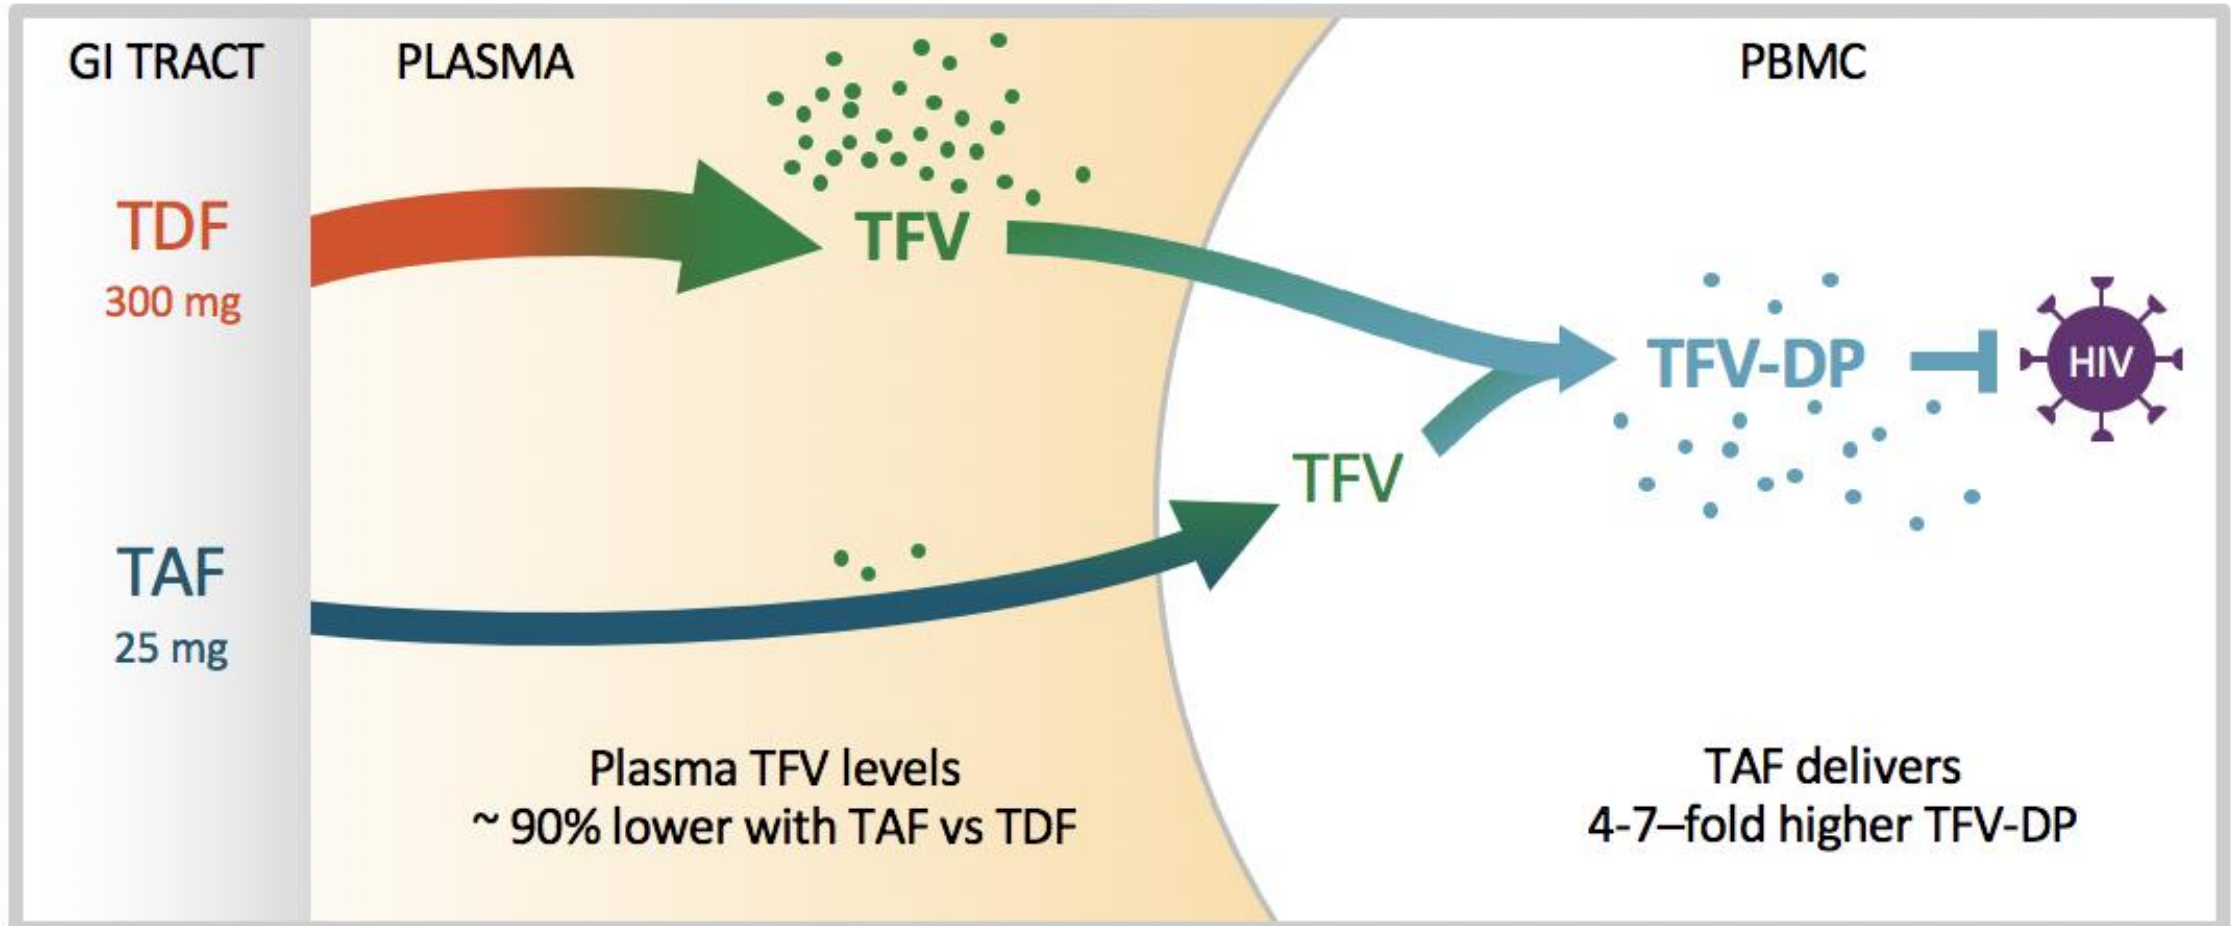 GI TRACT
PLASMA
PBMC
TDF
300 mg
TFV
TFV-DP
HIV
TFV
TAF
25 mg
Plasma TFV levels
~ 90% lower with TAF vs TDF
TAF delivers
4-7–fold higher TFV-DP